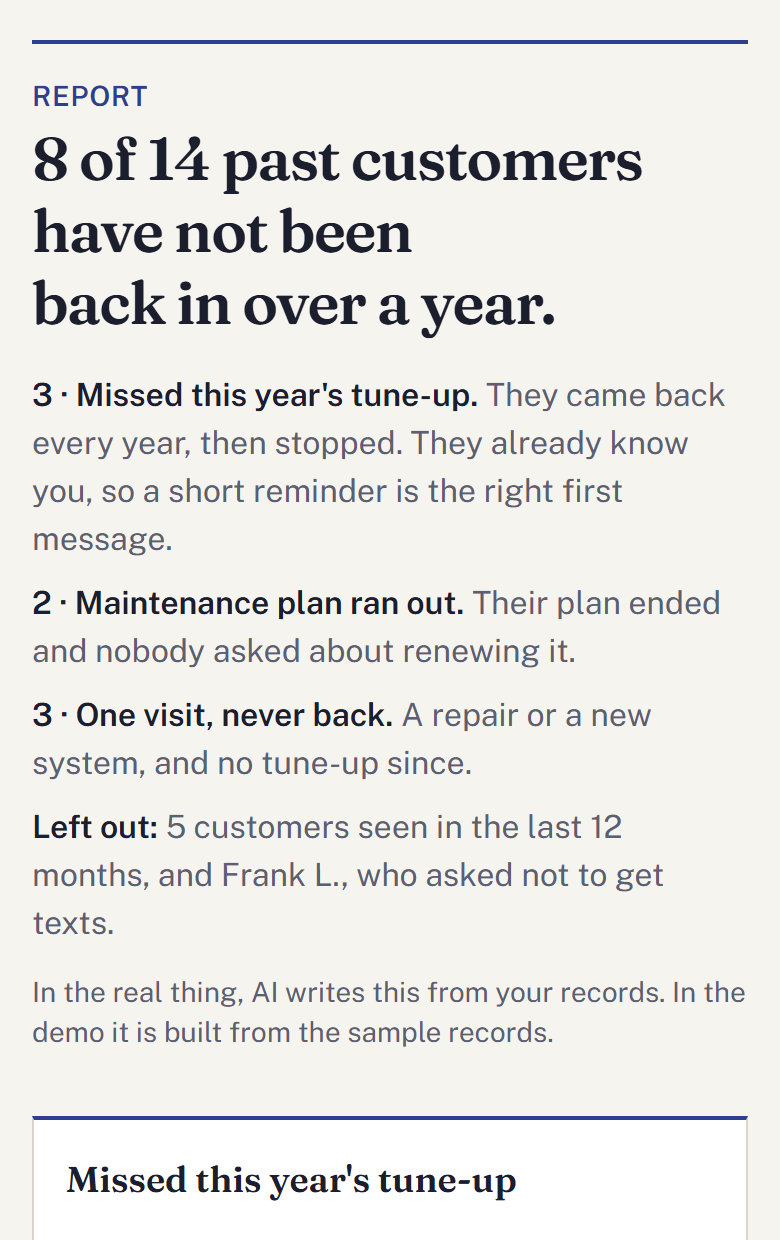 REPORT
8 of 14 past customers
have not been
back in over a year.
3 · Missed this year's tune-up. They came back
every year, then stopped. They already know
you, so a short reminder is the right first
message.
2 · Maintenance plan ran out. Their plan ended
and nobody asked about renewing it.
3 · One visit, never back. A repair or a new
system, and no tune-up since.
Left out: 5 customers seen in the last 12
months, and Frank L., who asked not to get
texts.
In the real thing, AI writes this from your records. In the
demo it is built from the sample records.
Missed this year's tune-up